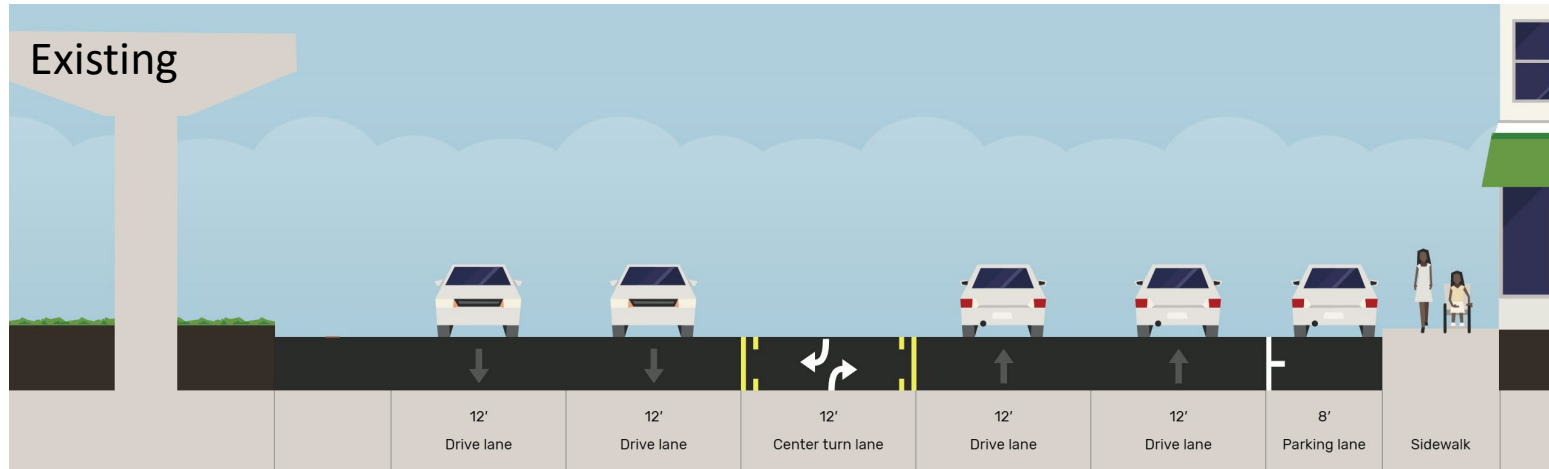 Existing
12' 12' 12' 12' 12' 8'
Drive lane Drive lane Center turn lane Drive lane Drive lane Parking lane Sidewalk